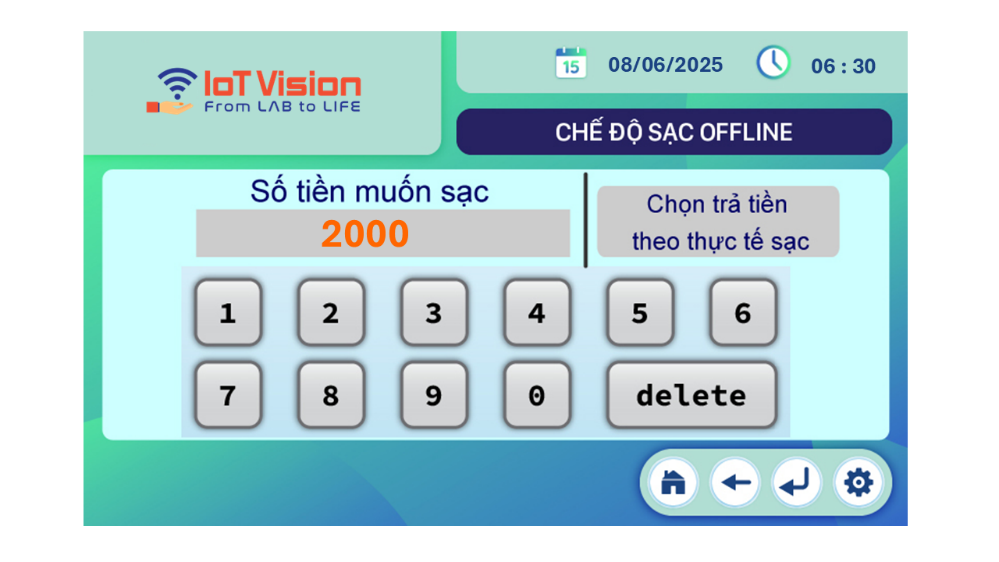 IoT Vision
From LAB to LIFE
15
08/06/2025
06 : 30
CHẾ ĐỘ SẠC OFFLINE
Số tiền muốn sạc
2000
Chọn trả tiền
theo thực tế sạc
1 2 3 4 5 6
7 8 9 0 delete